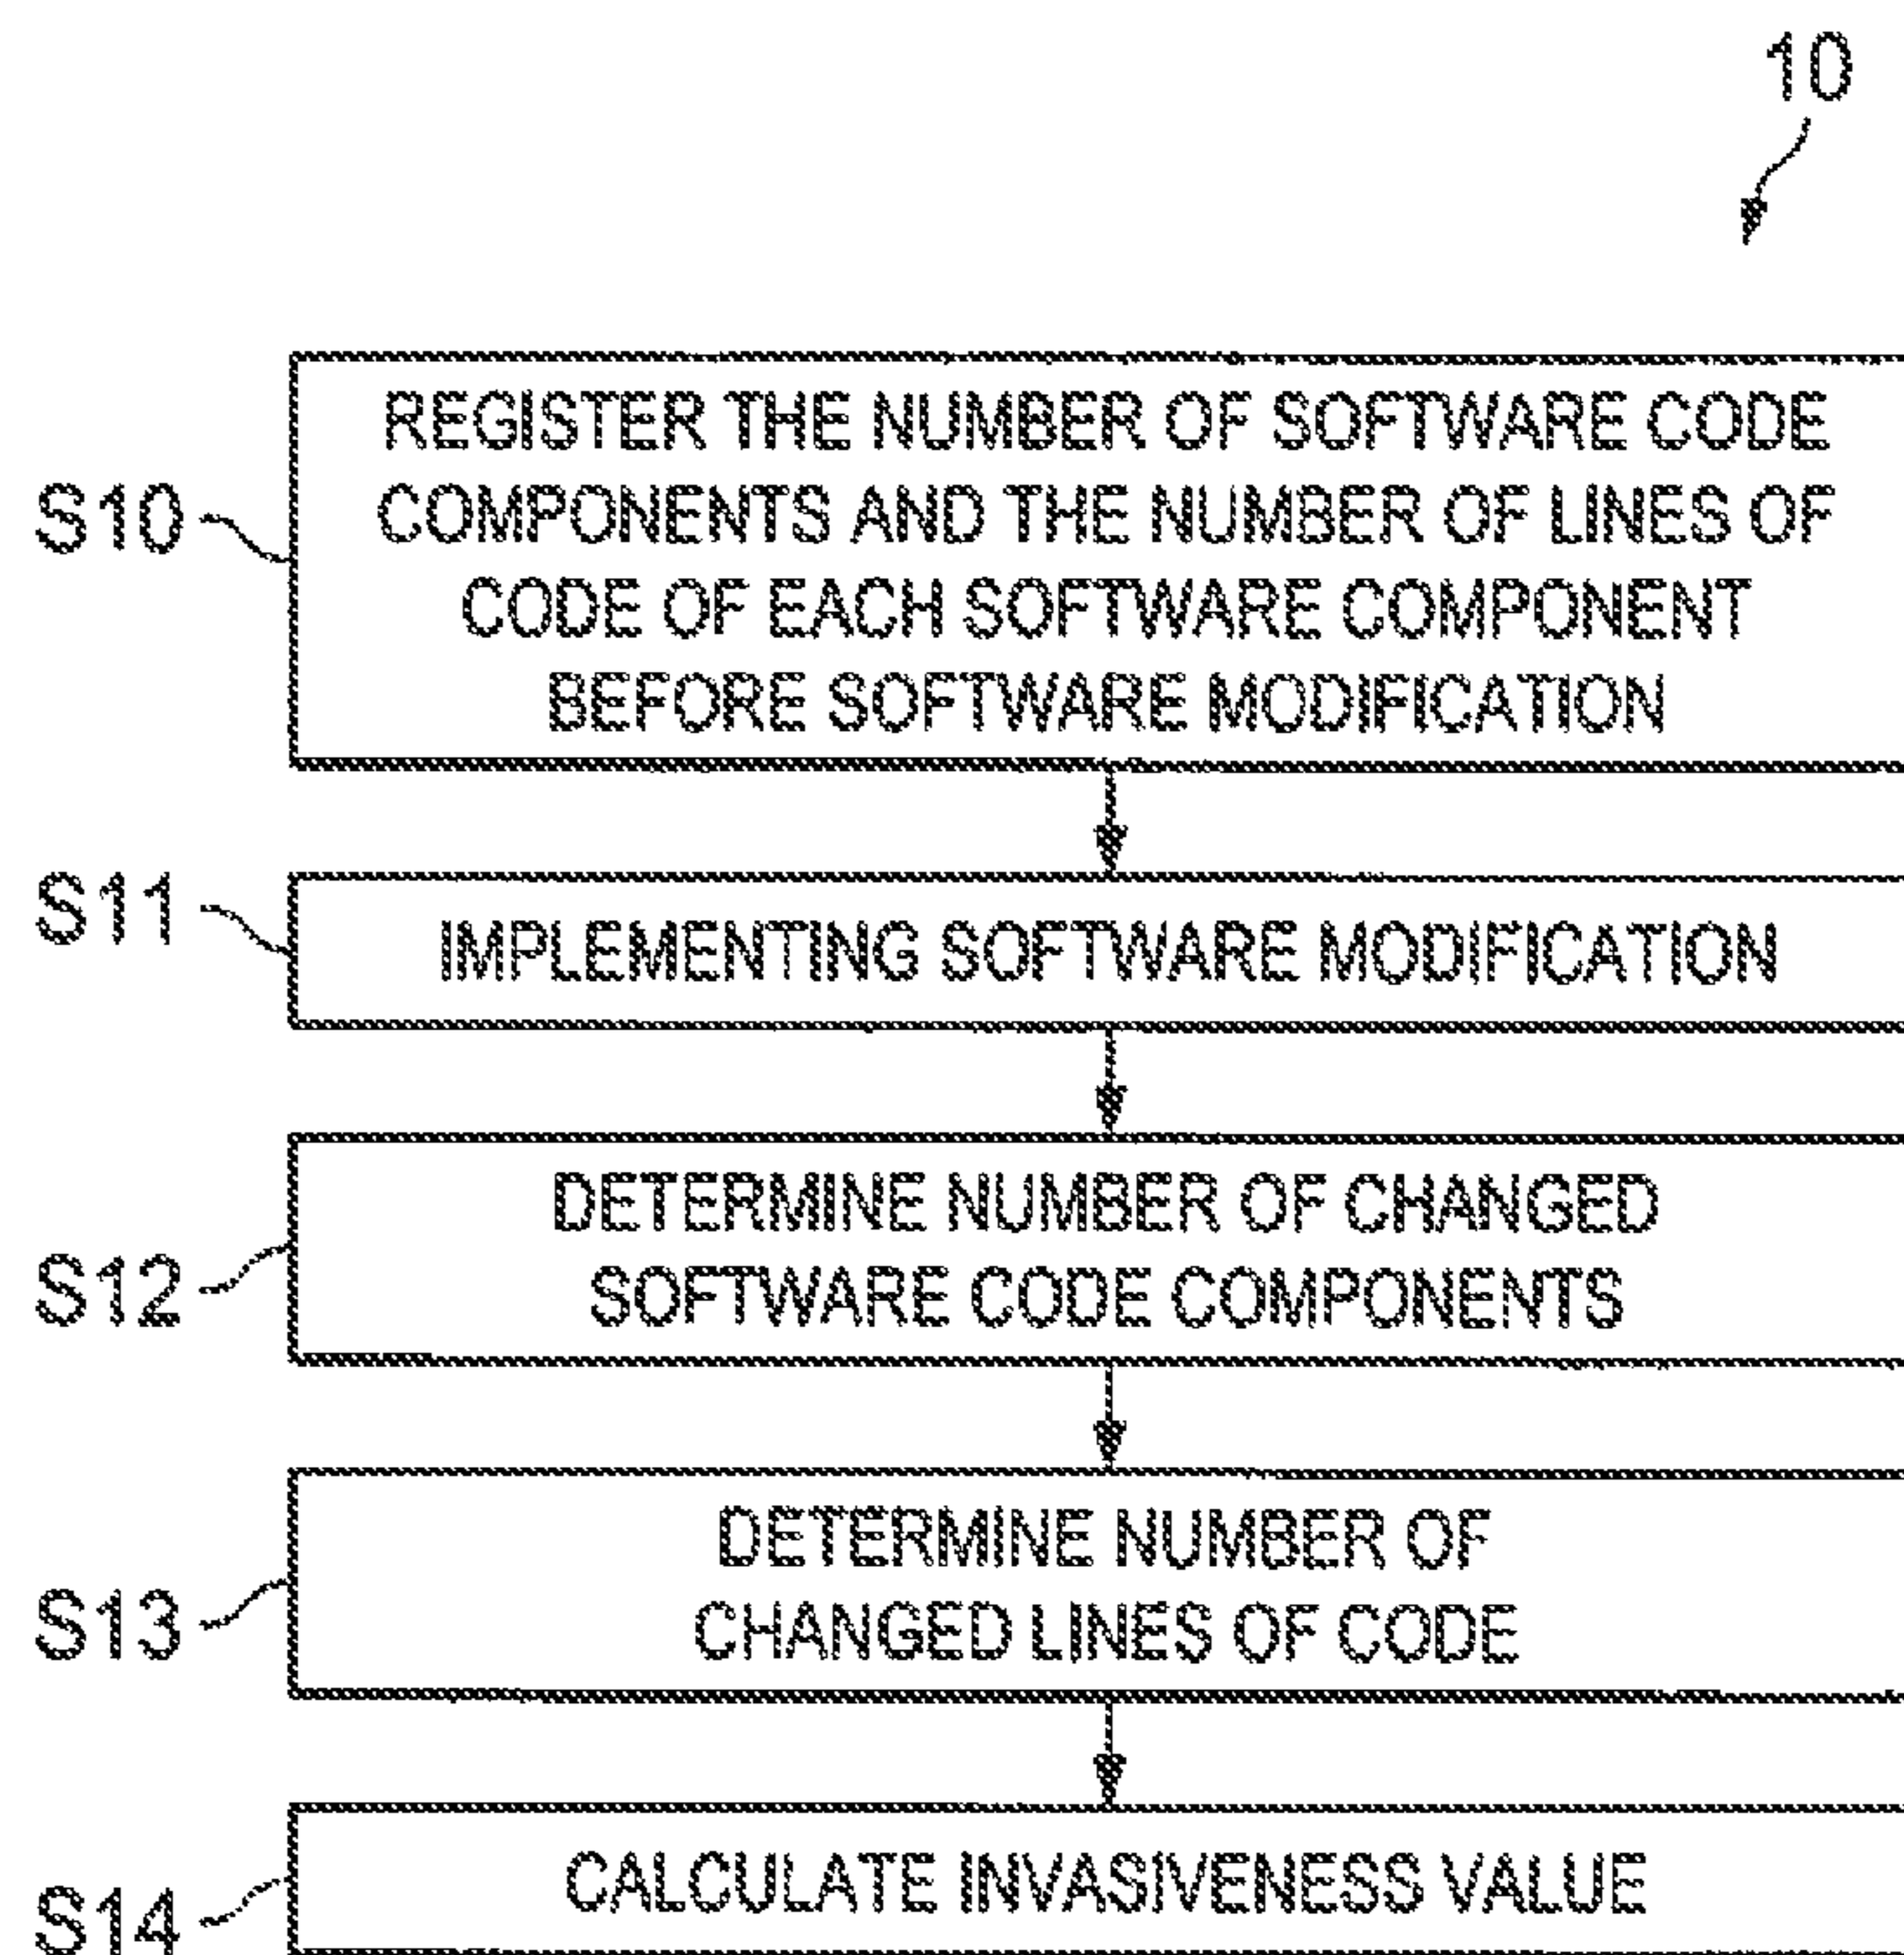 10
S10
REGISTER THE NUMBER OF SOFTWARE CODE
COMPONENTS AND THE NUMBER OF LINES OF
CODE OF EACH SOFTWARE COMPONENT
BEFORE SOFTWARE MODIFICATION
S11
IMPLEMENTING SOFTWARE MODIFICATION
S12
DETERMINE NUMBER OF CHANGED
SOFTWARE CODE COMPONENTS
S13
DETERMINE NUMBER OF
CHANGED LINES OF CODE
S14
CALCULATE INVASIVENESS VALUE